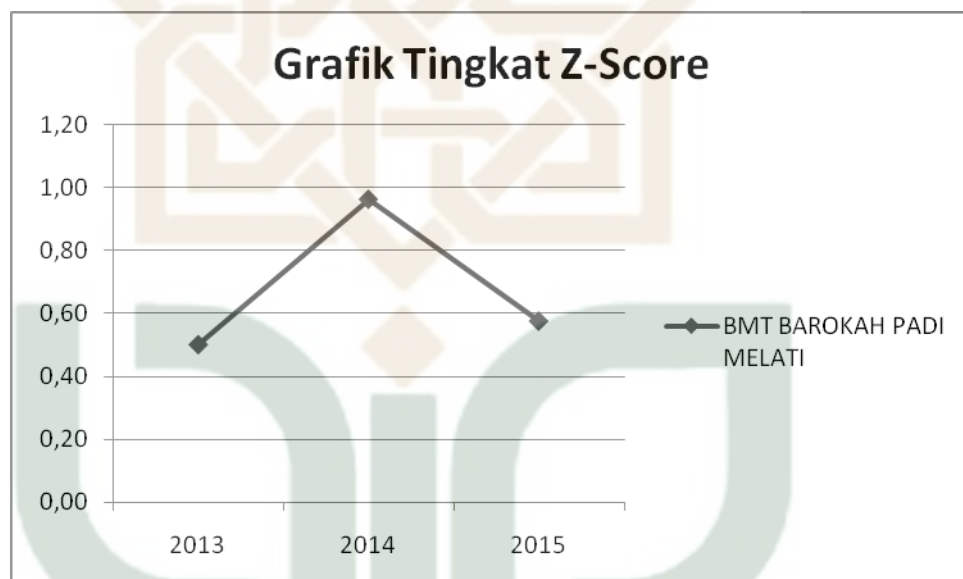 Grafik Tingkat Z-Score
1,20
1,00
0,80
0,60
0,40
0,20
0,00
2013 2014 2015
BMT BAROKAH PADI
MELATI